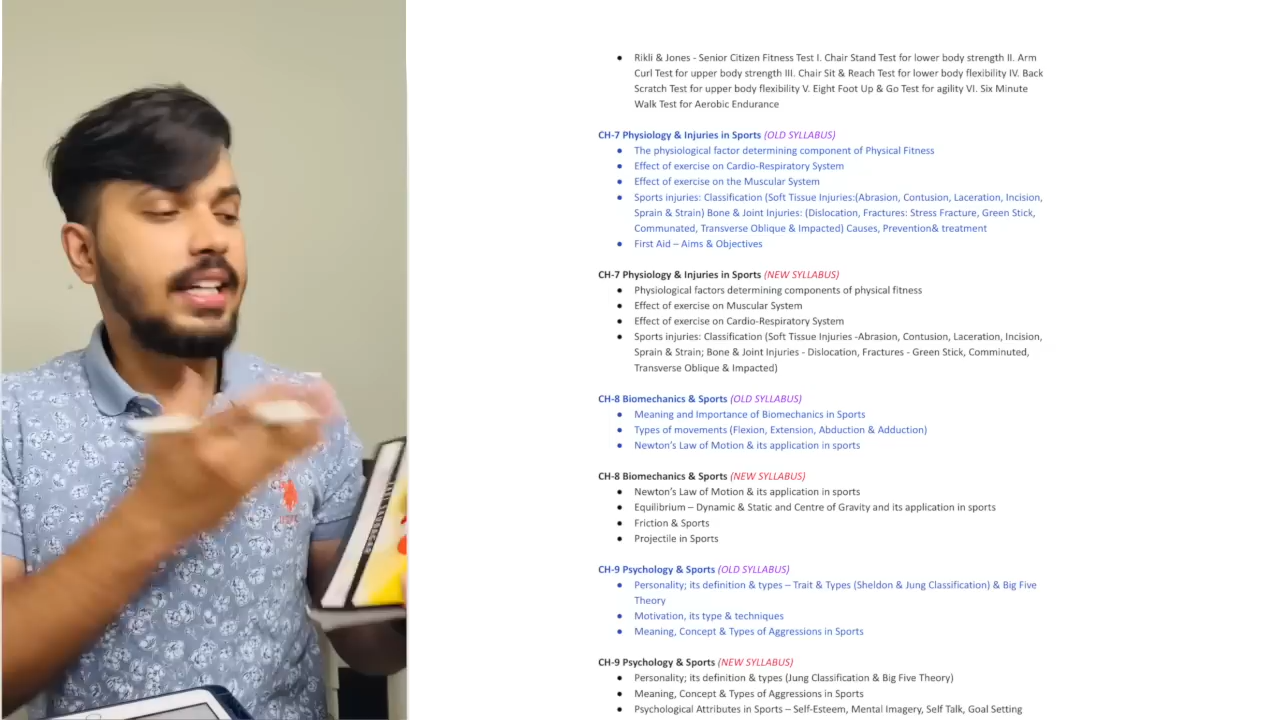 ● Rikli & Jones - Senior Citizen Fitness Test I. Chair Stand Test for lower body strength II. Arm
Curl Test for upper body strength III. Chair Sit & Reach Test for lower body flexibility IV. Back
Scratch Test for upper body flexibility V. Eight Foot Up & Go Test for agility VI. Six Minute
Walk Test for Aerobic Endurance
CH-7 Physiology & Injuries in Sports (OLD SYLLABUS)
● The physiological factor determining component of Physical Fitness
● Effect of exercise on Cardio-Respiratory System
● Effect of exercise on the Muscular System
● Sports injuries: Classification (Soft Tissue Injuries:(Abrasion, Contusion, Laceration, Incision,
Sprain & Strain) Bone & Joint Injuries: (Dislocation, Fractures: Stress Fracture, Green Stick,
Communated, Transverse Oblique & Impacted) Causes, Prevention& treatment
● First Aid – Aims & Objectives
CH-7 Physiology & Injuries in Sports (NEW SYLLABUS)
● Physiological factors determining components of physical fitness
● Effect of exercise on Muscular System
● Effect of exercise on Cardio-Respiratory System
● Sports injuries: Classification (Soft Tissue Injuries -Abrasion, Contusion, Laceration, Incision,
Sprain & Strain; Bone & Joint Injuries - Dislocation, Fractures - Green Stick, Comminuted,
Transverse Oblique & Impacted)
CH-8 Biomechanics & Sports (OLD SYLLABUS)
● Meaning and Importance of Biomechanics in Sports
● Types of movements (Flexion, Extension, Abduction & Adduction)
● Newton's Law of Motion & its application in sports
CH-8 Biomechanics & Sports (NEW SYLLABUS)
● Newton's Law of Motion & its application in sports
● Equilibrium – Dynamic & Static and Centre of Gravity and its application in sports
● Friction & Sports
● Projectile in Sports
CH-9 Psychology & Sports (OLD SYLLABUS)
● Personality; its definition & types – Trait & Types (Sheldon & Jung Classification) & Big Five
Theory
● Motivation, its type & techniques
● Meaning, Concept & Types of Aggressions in Sports
CH-9 Psychology & Sports (NEW SYLLABUS)
● Personality; its definition & types (Jung Classification & Big Five Theory)
● Meaning, Concept & Types of Aggressions in Sports
● Psychological Attributes in Sports – Self-Esteem, Mental Imagery, Self Talk, Goal Setting